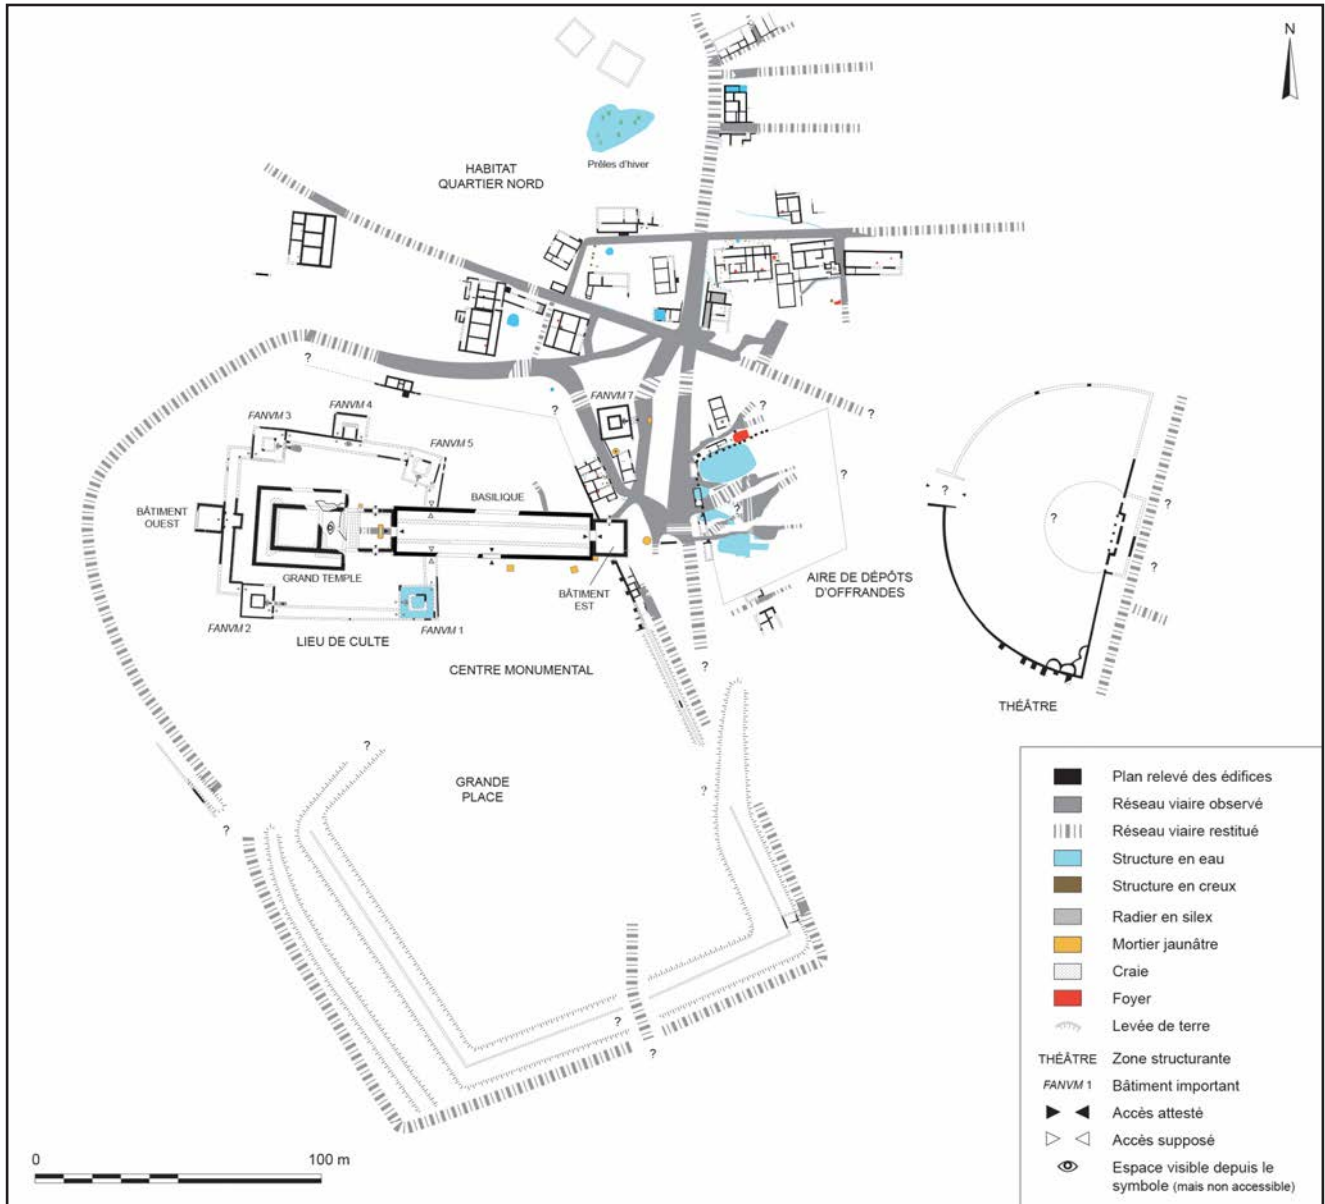 N
Prêles d'hiver
HABITAT
QUARTIER NORD
?
FANVM 4
FANVM 3
FANVM 5
FANVM 7
?
?
?
?
?
BASILIQUE
BÂTIMENT
OUEST
GRAND TEMPLE
BÂTIMENT
EST
FANVM 2
FANVM 1
LIEU DE CULTE
CENTRE MONUMENTAL
AIRE DE DÉPÔTS
D'OFFRANDES
?
?
?
?
?
THÉÂTRE
?
?
?
GRANDE
PLACE
?
?
?
Plan relevé des édifices
Réseau viaire observé
Réseau viaire restitué
Structure en eau
Structure en creux
Radier en silex
Mortier jaunâtre
Craie
Foyer
Levée de terre
THÉÂTRE Zone structurante
FANVM 1 Bâtiment important
Accès attesté
Accès supposé
Espace visible depuis le
symbole (mais non accessible)
0 100 m